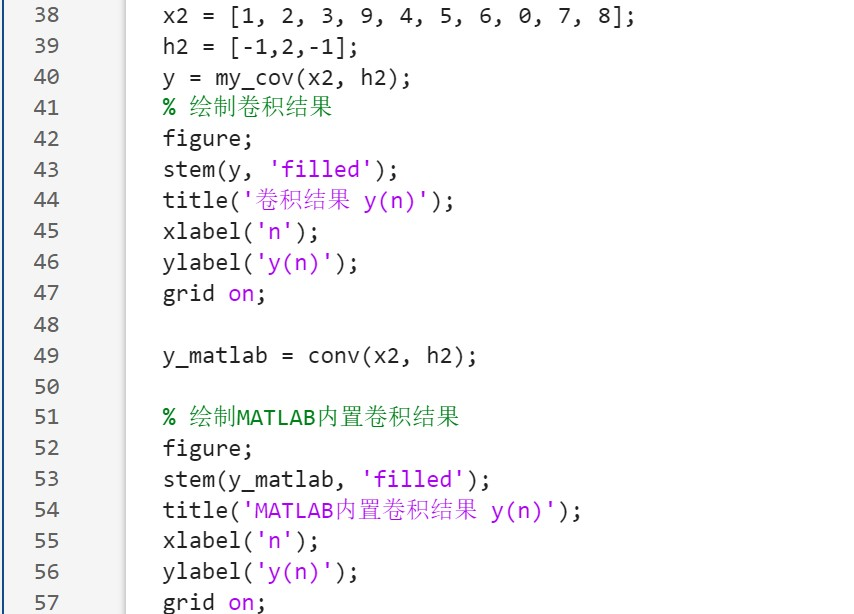 38 x2 = [1, 2, 3, 9, 4, 5, 6, 0, 7, 8];
39 h2 = [-1,2,-1];
40 y = my_cov(x2, h2);
41 % 绘制卷积结果
42 figure;
43 stem(y, 'filled');
44 title('卷积结果 y(n)');
45 xlabel('n');
46 ylabel('y(n)');
47 grid on;
48
49 y_matlab = conv(x2, h2);
50
51 % 绘制MATLAB内置卷积结果
52 figure;
53 stem(y_matlab, 'filled');
54 title('MATLAB内置卷积结果 y(n)');
55 xlabel('n');
56 ylabel('y(n)');
57 grid on;